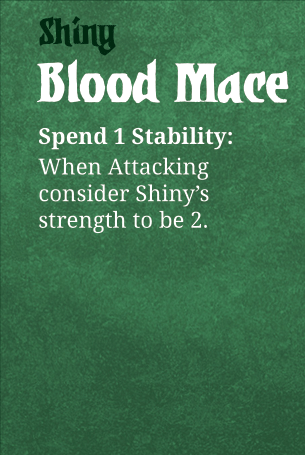 Shiny
Blood Mace
Spend 1 Stability:
When Attacking
consider Shiny’s
strength to be 2.